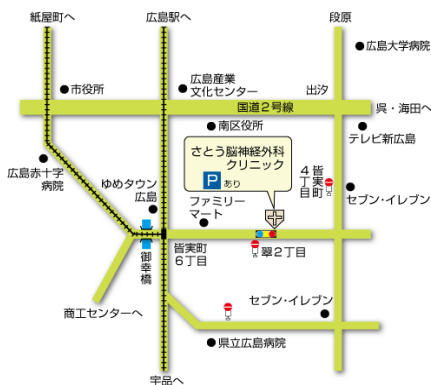 紙屋町へ
広島駅へ
段原
広島大学病院
市役所
広島産業
文化センター
出汐
国道2号線
呉・海田へ
南区役所
テレビ新広島
さとう脳神経外科
クリニック
P あり
広島赤十字
病院
ゆめタウン
広島
ファミリー
マート
皆実町
4丁目
セブン・イレブン
御幸橋
皆実町
6丁目
翠2丁目
商工センターへ
セブン・イレブン
県立広島病院
宇品へ